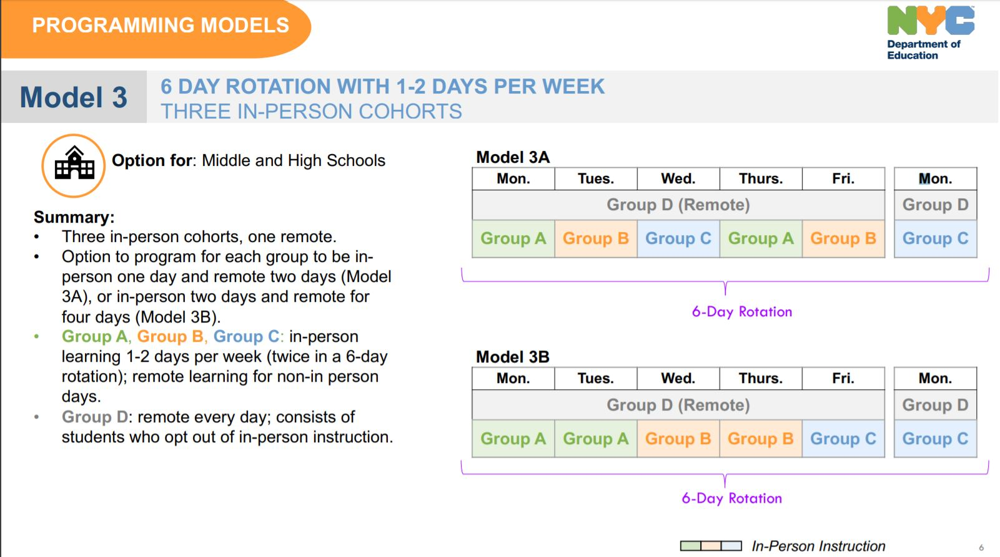 PROGRAMMING MODELS
NYC
Department of
Education
Model 3
6 DAY ROTATION WITH 1-2 DAYS PER WEEK
THREE IN-PERSON COHORTS
Option for: Middle and High Schools
Summary:
• Three in-person cohorts, one remote.
• Option to program for each group to be in-
person one day and remote two days (Model
3A), or in-person two days and remote for
four days (Model 3B).
• Group A, Group B, Group C: in-person
learning 1-2 days per week (twice in a 6-day
rotation); remote learning for non-in person
days.
• Group D: remote every day; consists of
students who opt out of in-person instruction.
Model 3A
Mon. Tues. Wed. Thurs. Fri. Mon.
Group D (Remote) Group D
Group A Group B Group C Group A Group B Group C
6-Day Rotation
Model 3B
Mon. Tues. Wed. Thurs. Fri. Mon.
Group D (Remote) Group D
Group A Group A Group B Group B Group C Group C
6-Day Rotation
In-Person Instruction
6